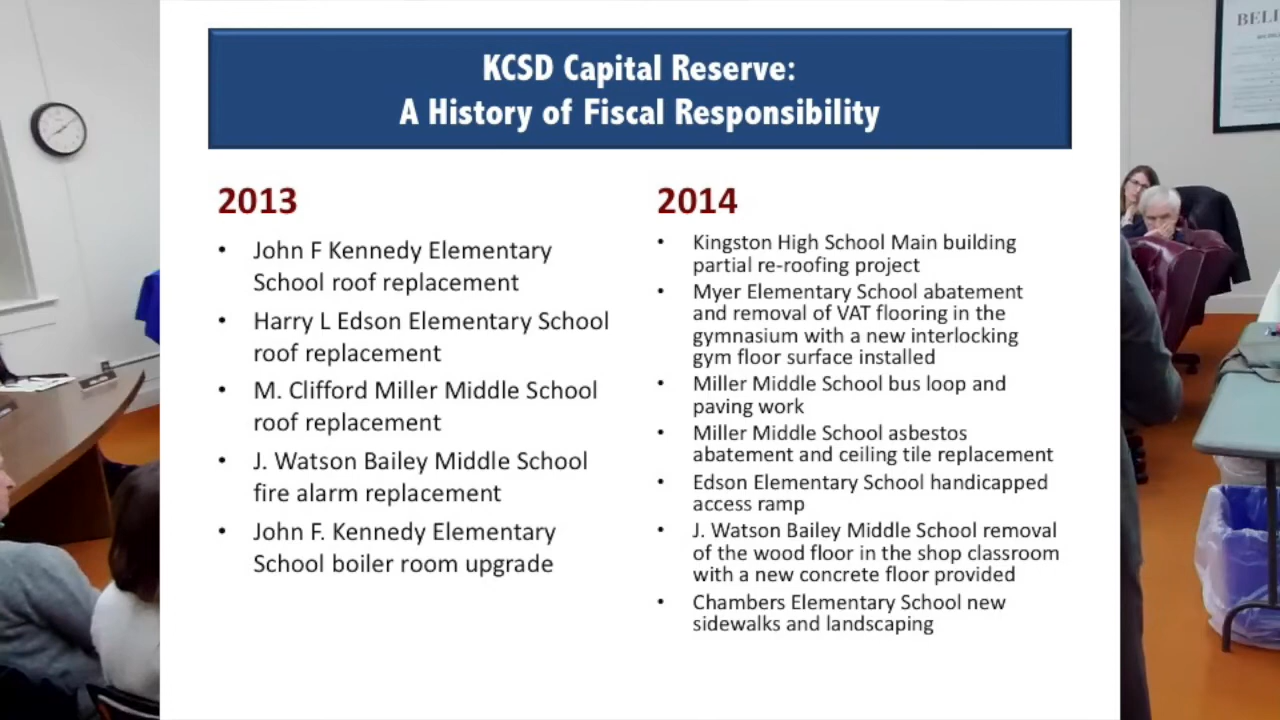 KCSD Capital Reserve:
A History of Fiscal Responsibility
2013
• John F Kennedy Elementary
School roof replacement
• Harry L Edson Elementary School
roof replacement
• M. Clifford Miller Middle School
roof replacement
• J. Watson Bailey Middle School
fire alarm replacement
• John F. Kennedy Elementary
School boiler room upgrade
2014
• Kingston High School Main building
partial re-roofing project
• Myer Elementary School abatement
and removal of VAT flooring in the
gymnasium with a new interlocking
gym floor surface installed
• Miller Middle School bus loop and
paving work
• Miller Middle School asbestos
abatement and ceiling tile replacement
• Edson Elementary School handicapped
access ramp
• J. Watson Bailey Middle School removal
of the wood floor in the shop classroom
with a new concrete floor provided
• Chambers Elementary School new
sidewalks and landscaping